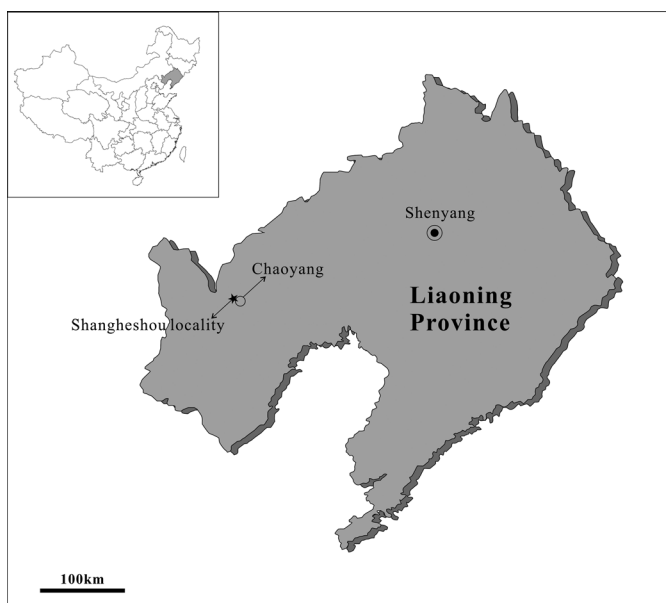 Shenyang
Chaoyang
Liaoning
Province
Shangheshou locality
100km